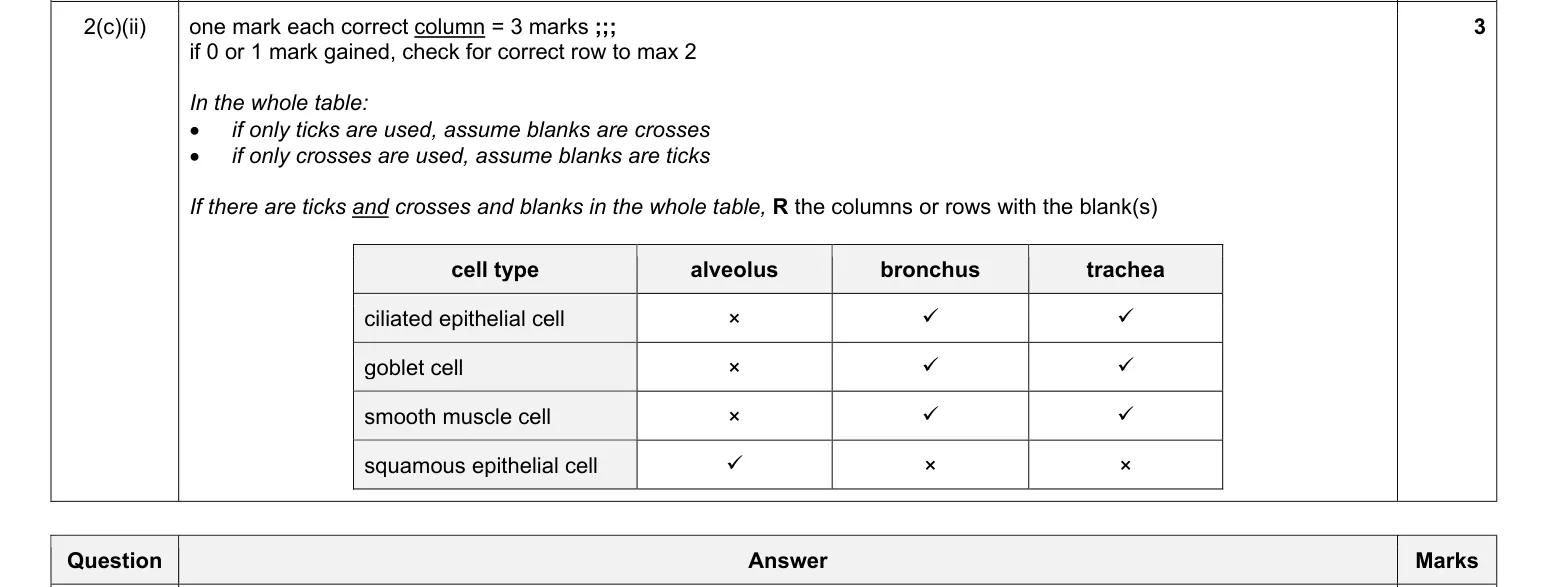 2(c)(ii) one mark each correct column = 3 marks ;;; 3
if 0 or 1 mark gained, check for correct row to max 2
In the whole table:
• if only ticks are used, assume blanks are crosses
• if only crosses are used, assume blanks are ticks
If there are ticks and crosses and blanks in the whole table, R the columns or rows with the blank(s)
cell type alveolus bronchus trachea
ciliated epithelial cell × ✓ ✓
goblet cell × ✓ ✓
smooth muscle cell × ✓ ✓
squamous epithelial cell ✓ × ×
Question Answer Marks